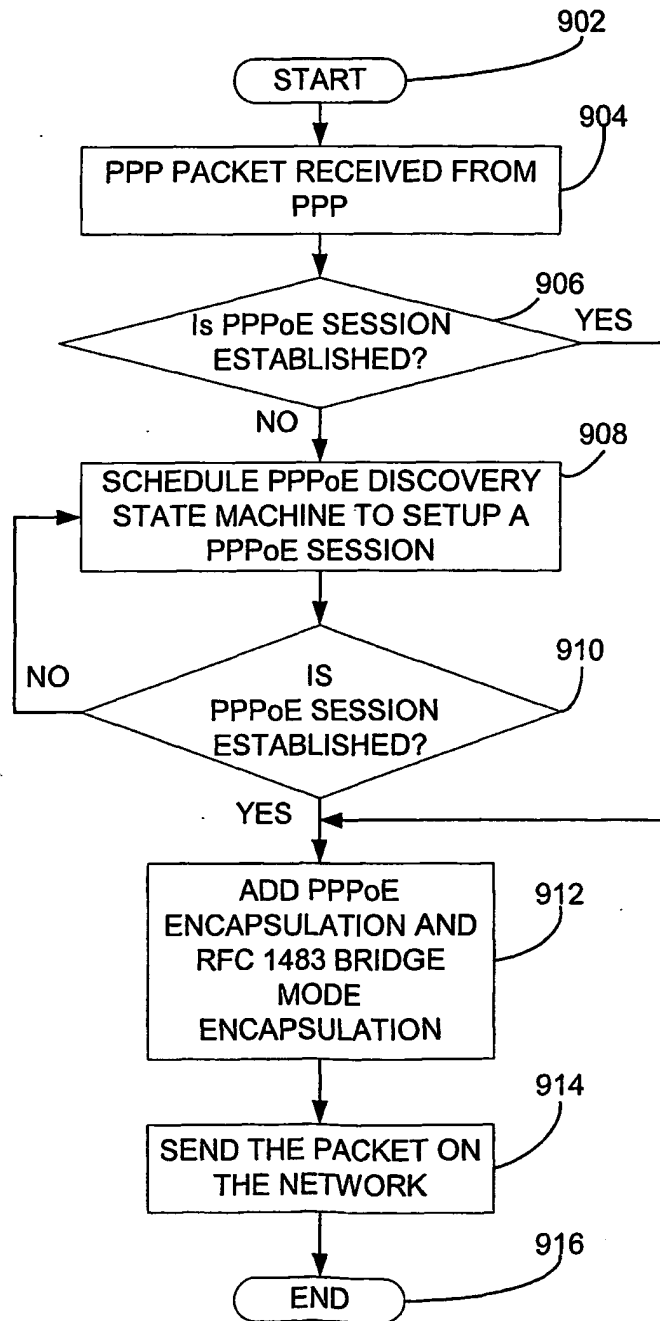 902
START
904
PPP PACKET RECEIVED FROM
PPP
906
Is PPPoE SESSION
ESTABLISHED?
YES
NO
908
SCHEDULE PPPoE DISCOVERY
STATE MACHINE TO SETUP A
PPPoE SESSION
910
NO
IS
PPPoE SESSION
ESTABLISHED?
YES
ADD PPPoE
ENCAPSULATION AND
RFC 1483 BRIDGE
MODE
ENCAPSULATION
912
914
SEND THE PACKET ON
THE NETWORK
916
END